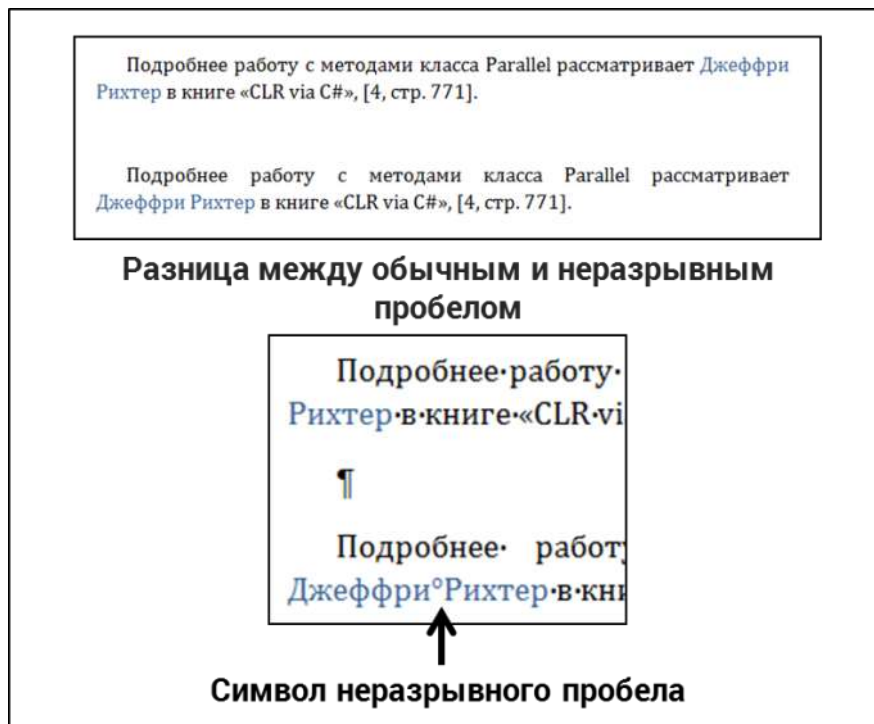 Подробнее работу с методами класса Parallel рассматривает Джеффри
Рихтер в книге «CLR via C#», [4, стр. 771].
Подробнее работу с методами класса Parallel рассматривает
Джеффри Рихтер в книге «CLR via C#», [4, стр. 771].
Разница между обычным и неразрывным
пробелом
Подробнее·работу·
Рихтер·в·книге·«CLR·vi
¶
Подробнее· работу
Джеффри°Рихтер·в·кни
Символ неразрывного пробела